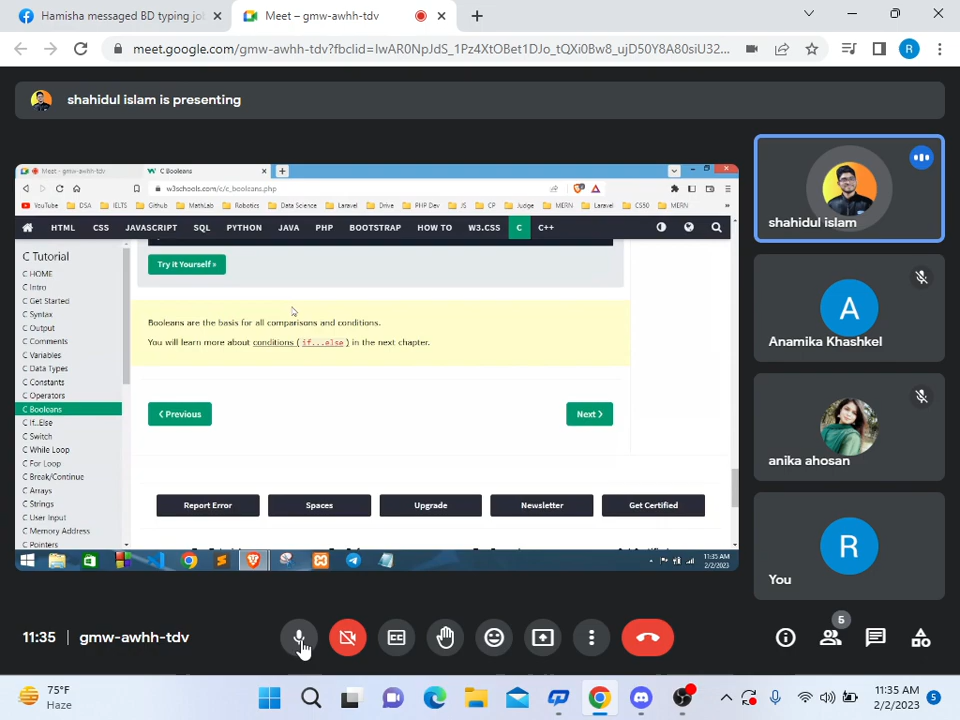 Hamisha messaged BD typing jo
Meet – gmw-awhh-tdv
meet.google.com/gmw-awhh-tdv?fbclid=IwAR0NpJdS_1Pz4XtOBet1DJo_tQXi0Bw8_ujD50Y8A80siU32...
R
shahidul islam is presenting
Meet - gmw-awhh-tdv
C Booleans
w3schools.com/c/c_booleans.php
YouTube DSA IELTS Github MathLab Robotics Data Science Laravel Drive PHP Dev JS CP Judge MERN Laravel CS50 MERN
HTML CSS JAVASCRIPT SQL PYTHON JAVA PHP BOOTSTRAP HOW TO W3.CSS C C++
C Tutorial
C HOME
C Intro
C Get Started
C Syntax
C Output
C Comments
C Variables
C Data Types
C Constants
C Operators
C Booleans
C If...Else
C Switch
C While Loop
C For Loop
C Break/Continue
C Arrays
C Strings
C User Input
C Memory Address
C Pointers
Try it Yourself »
Booleans are the basis for all comparisons and conditions.
You will learn more about conditions ( if...else ) in the next chapter.
❮ Previous
Next ❯
Report Error Spaces Upgrade Newsletter Get Certified
11:35 AM
2/2/2023
shahidul islam
A
Anamika Khashkel
anika ahosan
R
You
11:35 | gmw-awhh-tdv
5
75°F
Haze
11:35 AM
2/2/2023
5